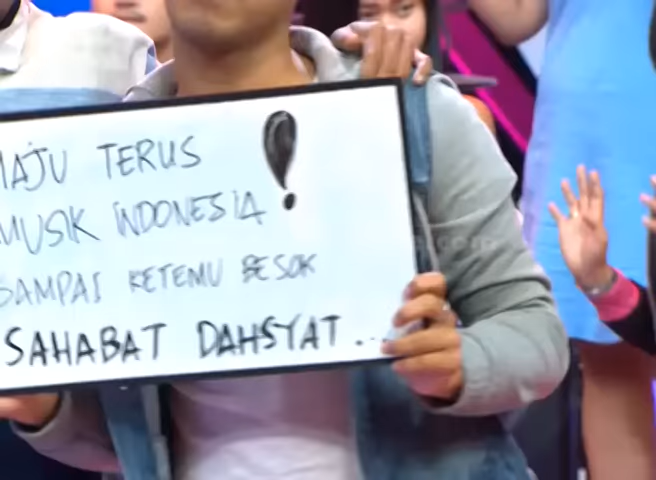 MAJU TERUS !
MUSIK INDONESIA
SAMPAI KETEMU BESOK
SAHABAT DAHSYAT...